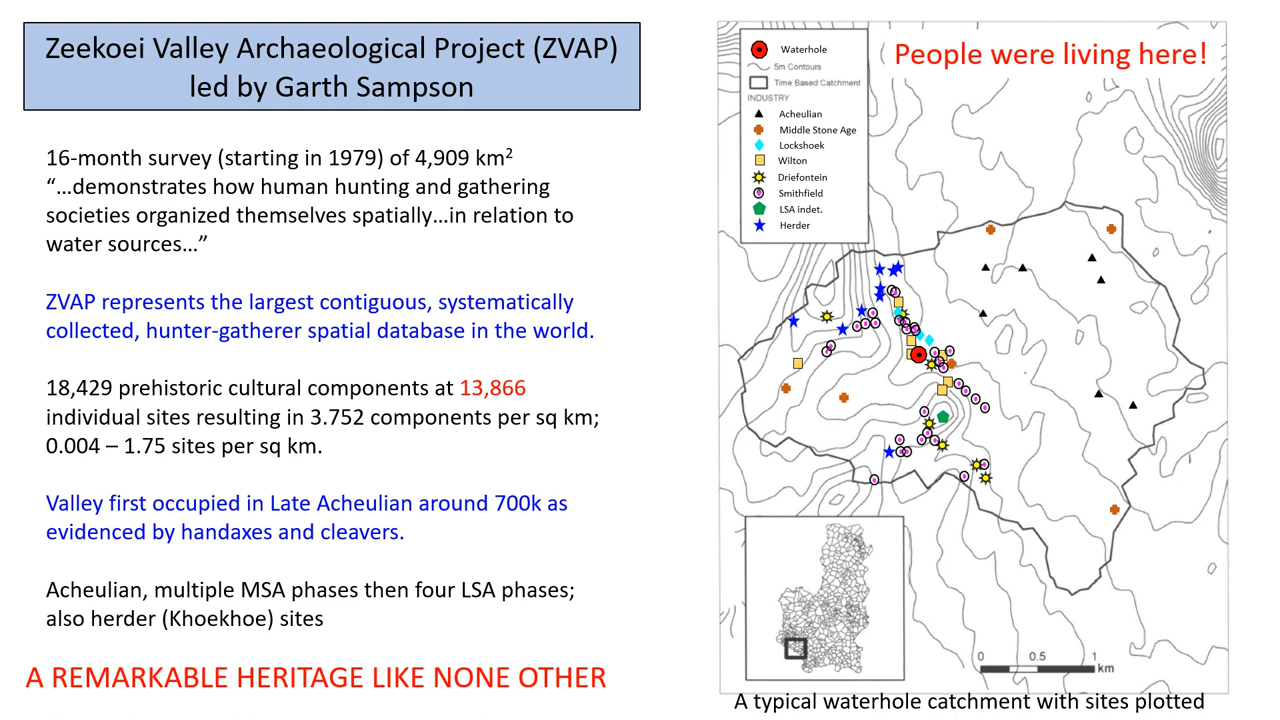 Zeekoei Valley Archaeological Project (ZVAP)
led by Garth Sampson
16-month survey (starting in 1979) of 4,909 km²
“…demonstrates how human hunting and gathering
societies organized themselves spatially…in relation to
water sources…”
ZVAP represents the largest contiguous, systematically
collected, hunter-gatherer spatial database in the world.
18,429 prehistoric cultural components at 13,866
individual sites resulting in 3.752 components per sq km;
0.004 – 1.75 sites per sq km.
Valley first occupied in Late Acheulian around 700k as
evidenced by handaxes and cleavers.
Acheulian, multiple MSA phases then four LSA phases;
also herder (Khoekhoe) sites
A REMARKABLE HERITAGE LIKE NONE OTHER
People were living here!
Waterhole
5m Contours
Time Based Catchment
INDUSTRY
Acheulian
Middle Stone Age
Lockshoek
Wilton
Driefontein
Smithfield
LSA indet.
Herder
0 0.5 1
km
A typical waterhole catchment with sites plotted